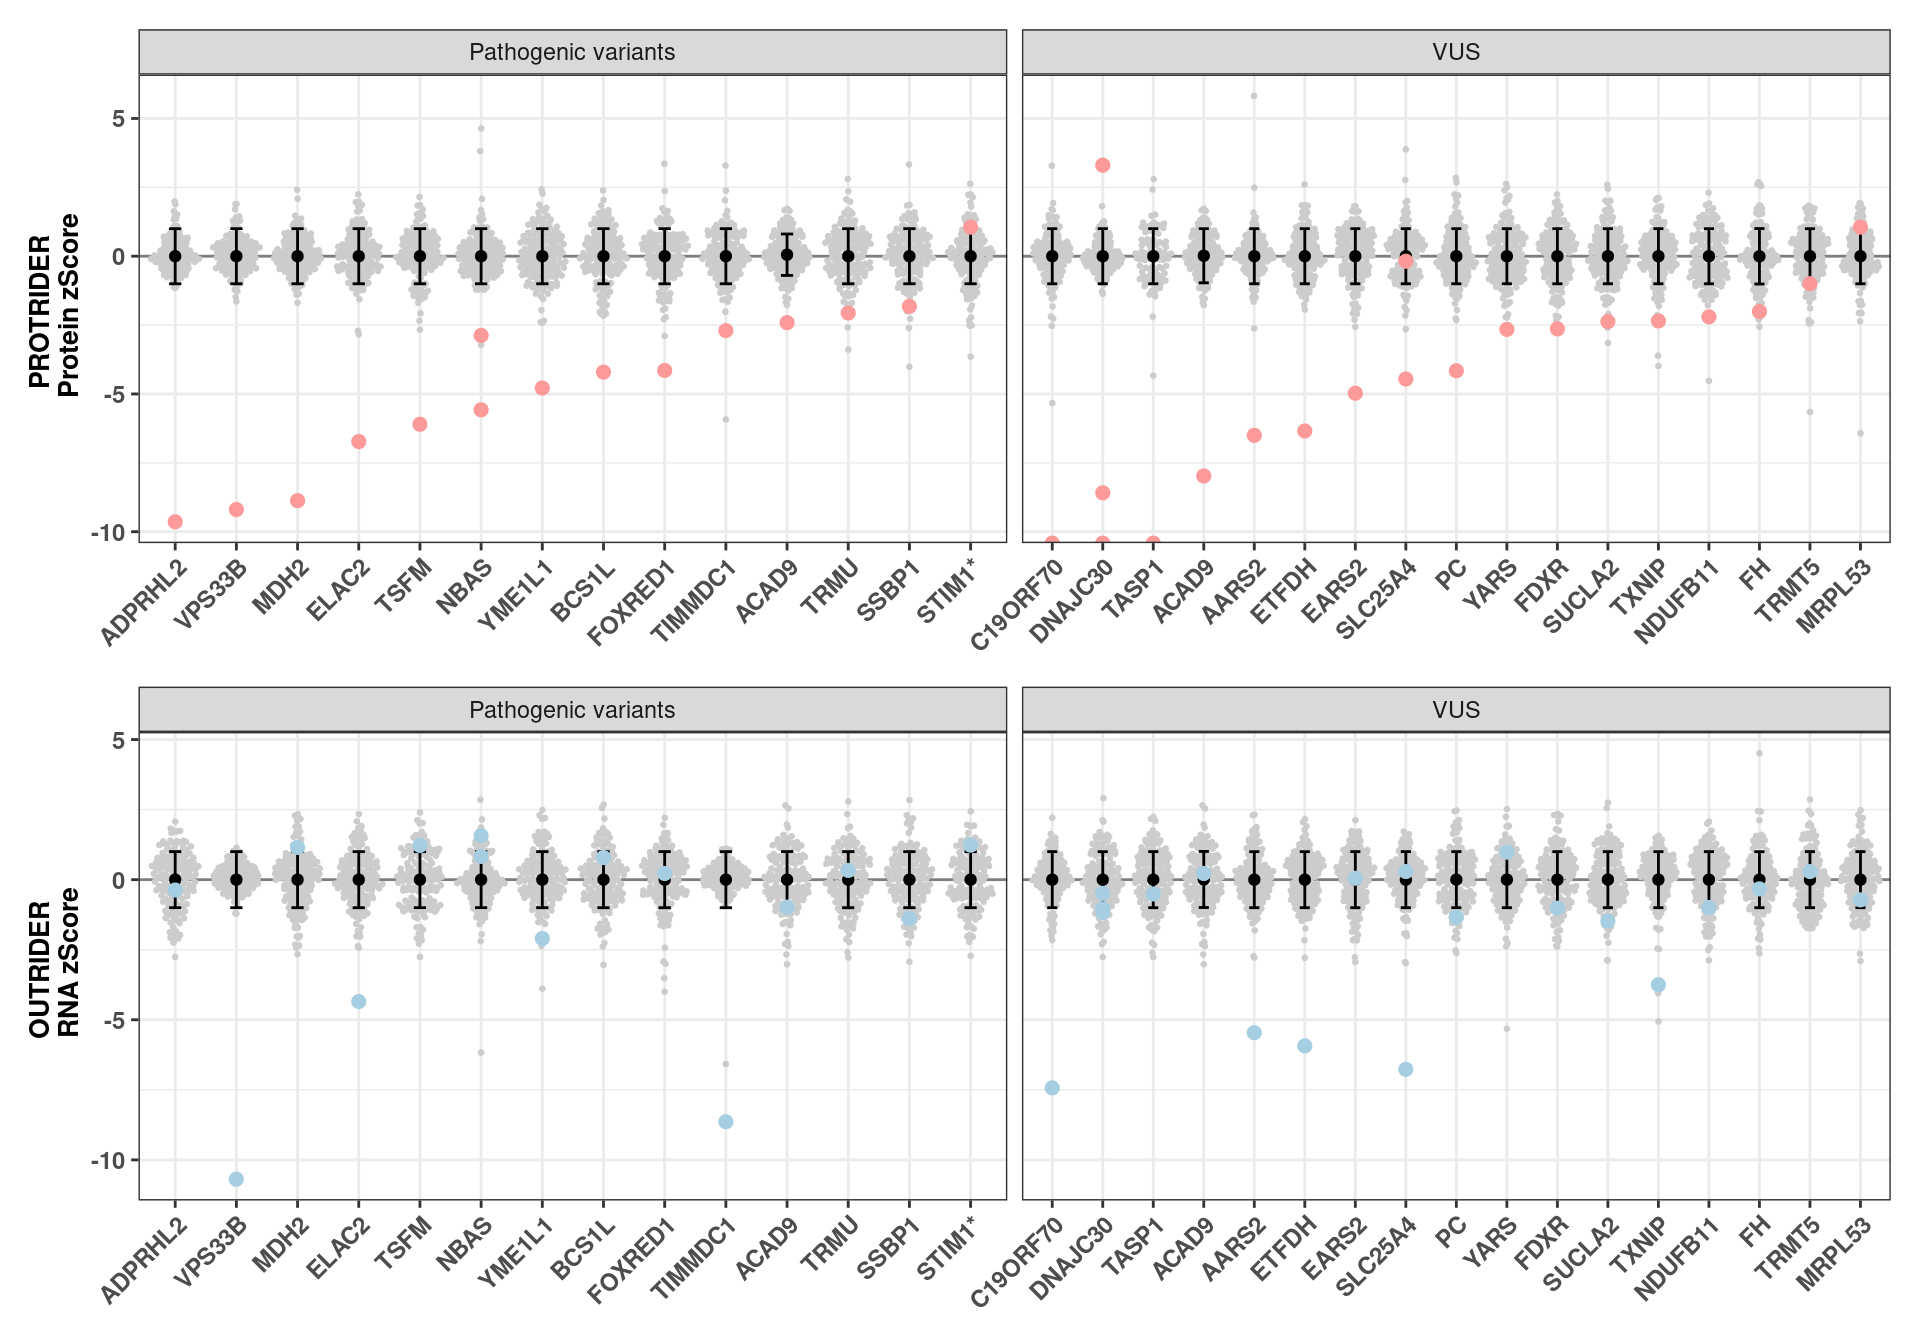 Pathogenic variants
VUS
PROTRIDER
Protein zScore
5
0
-5
-10
ADPRHL2 VPS33B MDH2 ELAC2 TSFM NBAS YME1L1 BCS1L FOXRED1 TIMMDC1 ACAD9 TRMU SSBP1 STIM1*
C19ORF70 DNAJC30 TASP1 ACAD9 AARS2 ETFDH EARS2 SLC25A4 PC YARS FDXR SUCLA2 TXNIP NDUFB11 FH TRMT5 MRPL53
Pathogenic variants
VUS
OUTRIDER
RNA zScore
5
0
-5
-10
ADPRHL2 VPS33B MDH2 ELAC2 TSFM NBAS YME1L1 BCS1L FOXRED1 TIMMDC1 ACAD9 TRMU SSBP1 STIM1*
C19ORF70 DNAJC30 TASP1 ACAD9 AARS2 ETFDH EARS2 SLC25A4 PC YARS FDXR SUCLA2 TXNIP NDUFB11 FH TRMT5 MRPL53